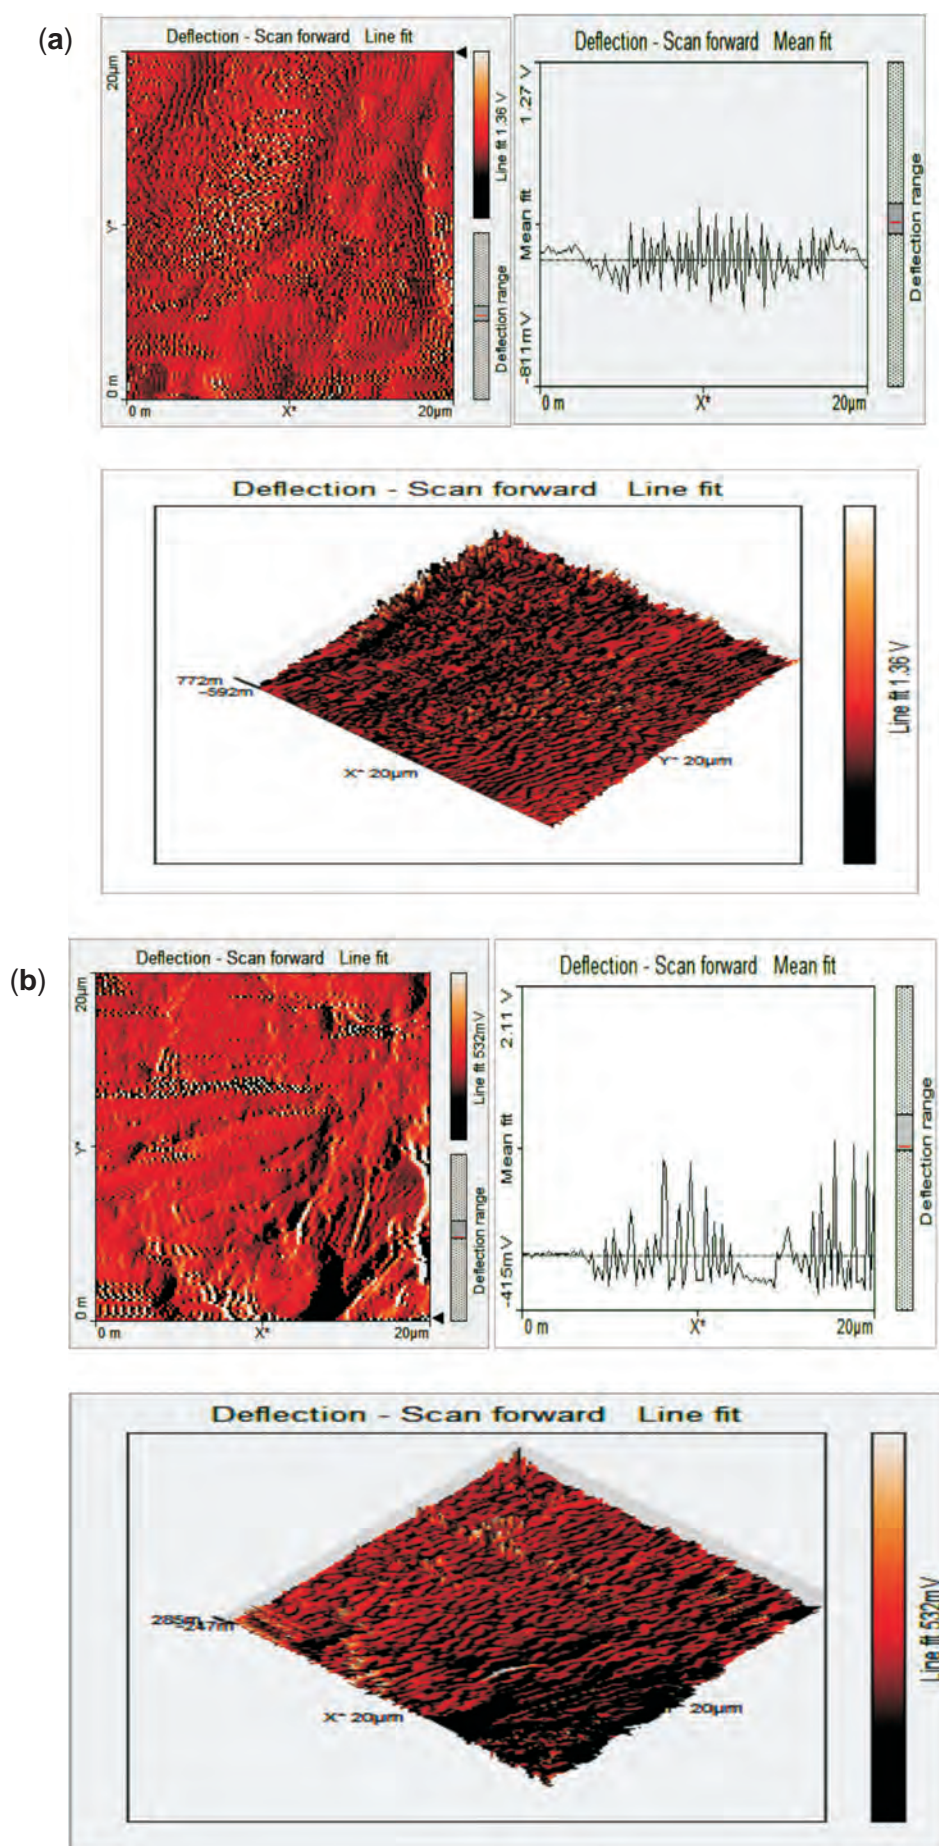 (a)
Deflection - Scan forward Line fit
20µm
Y*
0 m
0 m
X*
20µm
Line fit 1.36 V
Deflection range
Deflection - Scan forward Mean fit
1.27 V
Mean fit
-811mV
0 m
X*
20µm
Deflection range
Deflection - Scan forward Line fit
772m
-592m
X* 20µm
Y* 20µm
Line fit 1.36 V
(b)
Deflection - Scan forward Line fit
20µm
Y*
0 m
0 m
X*
20µm
Line fit 532mV
Deflection range
Deflection - Scan forward Mean fit
2.11 V
Mean fit
-415mV
0 m
X*
20µm
Deflection range
Deflection - Scan forward Line fit
285m
-247m
X* 20µm
20µm
Line fit 532mV